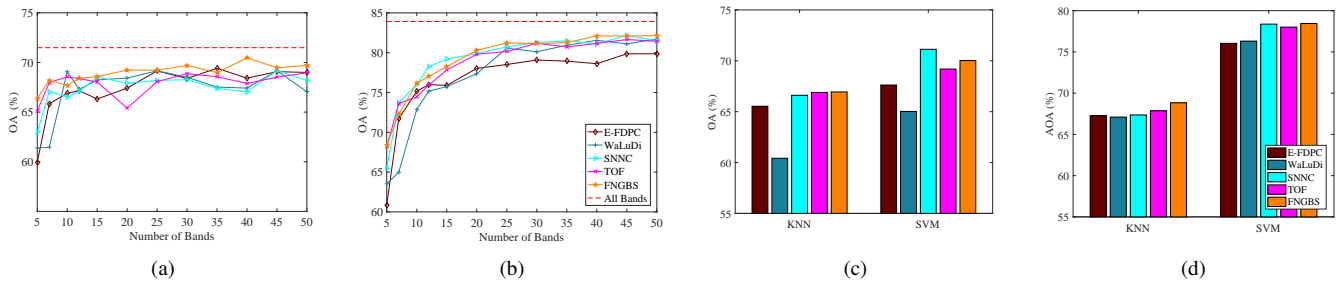 OA (%)
75
70
65
60
5
10
15
20
25
30
35
40
45
50
Number of Bands
(a)
OA (%)
85
80
75
70
65
60
5
10
15
20
25
30
35
40
45
50
Number of Bands
E-FDPC
WaLuDi
SNNC
TOF
FNGBS
All Bands
(b)
OA (%)
75
70
65
60
55
KNN
SVM
(c)
AOA (%)
80
75
70
65
60
55
KNN
SVM
E-FDPC
WaLuDi
SNNC
TOF
FNGBS
(d)